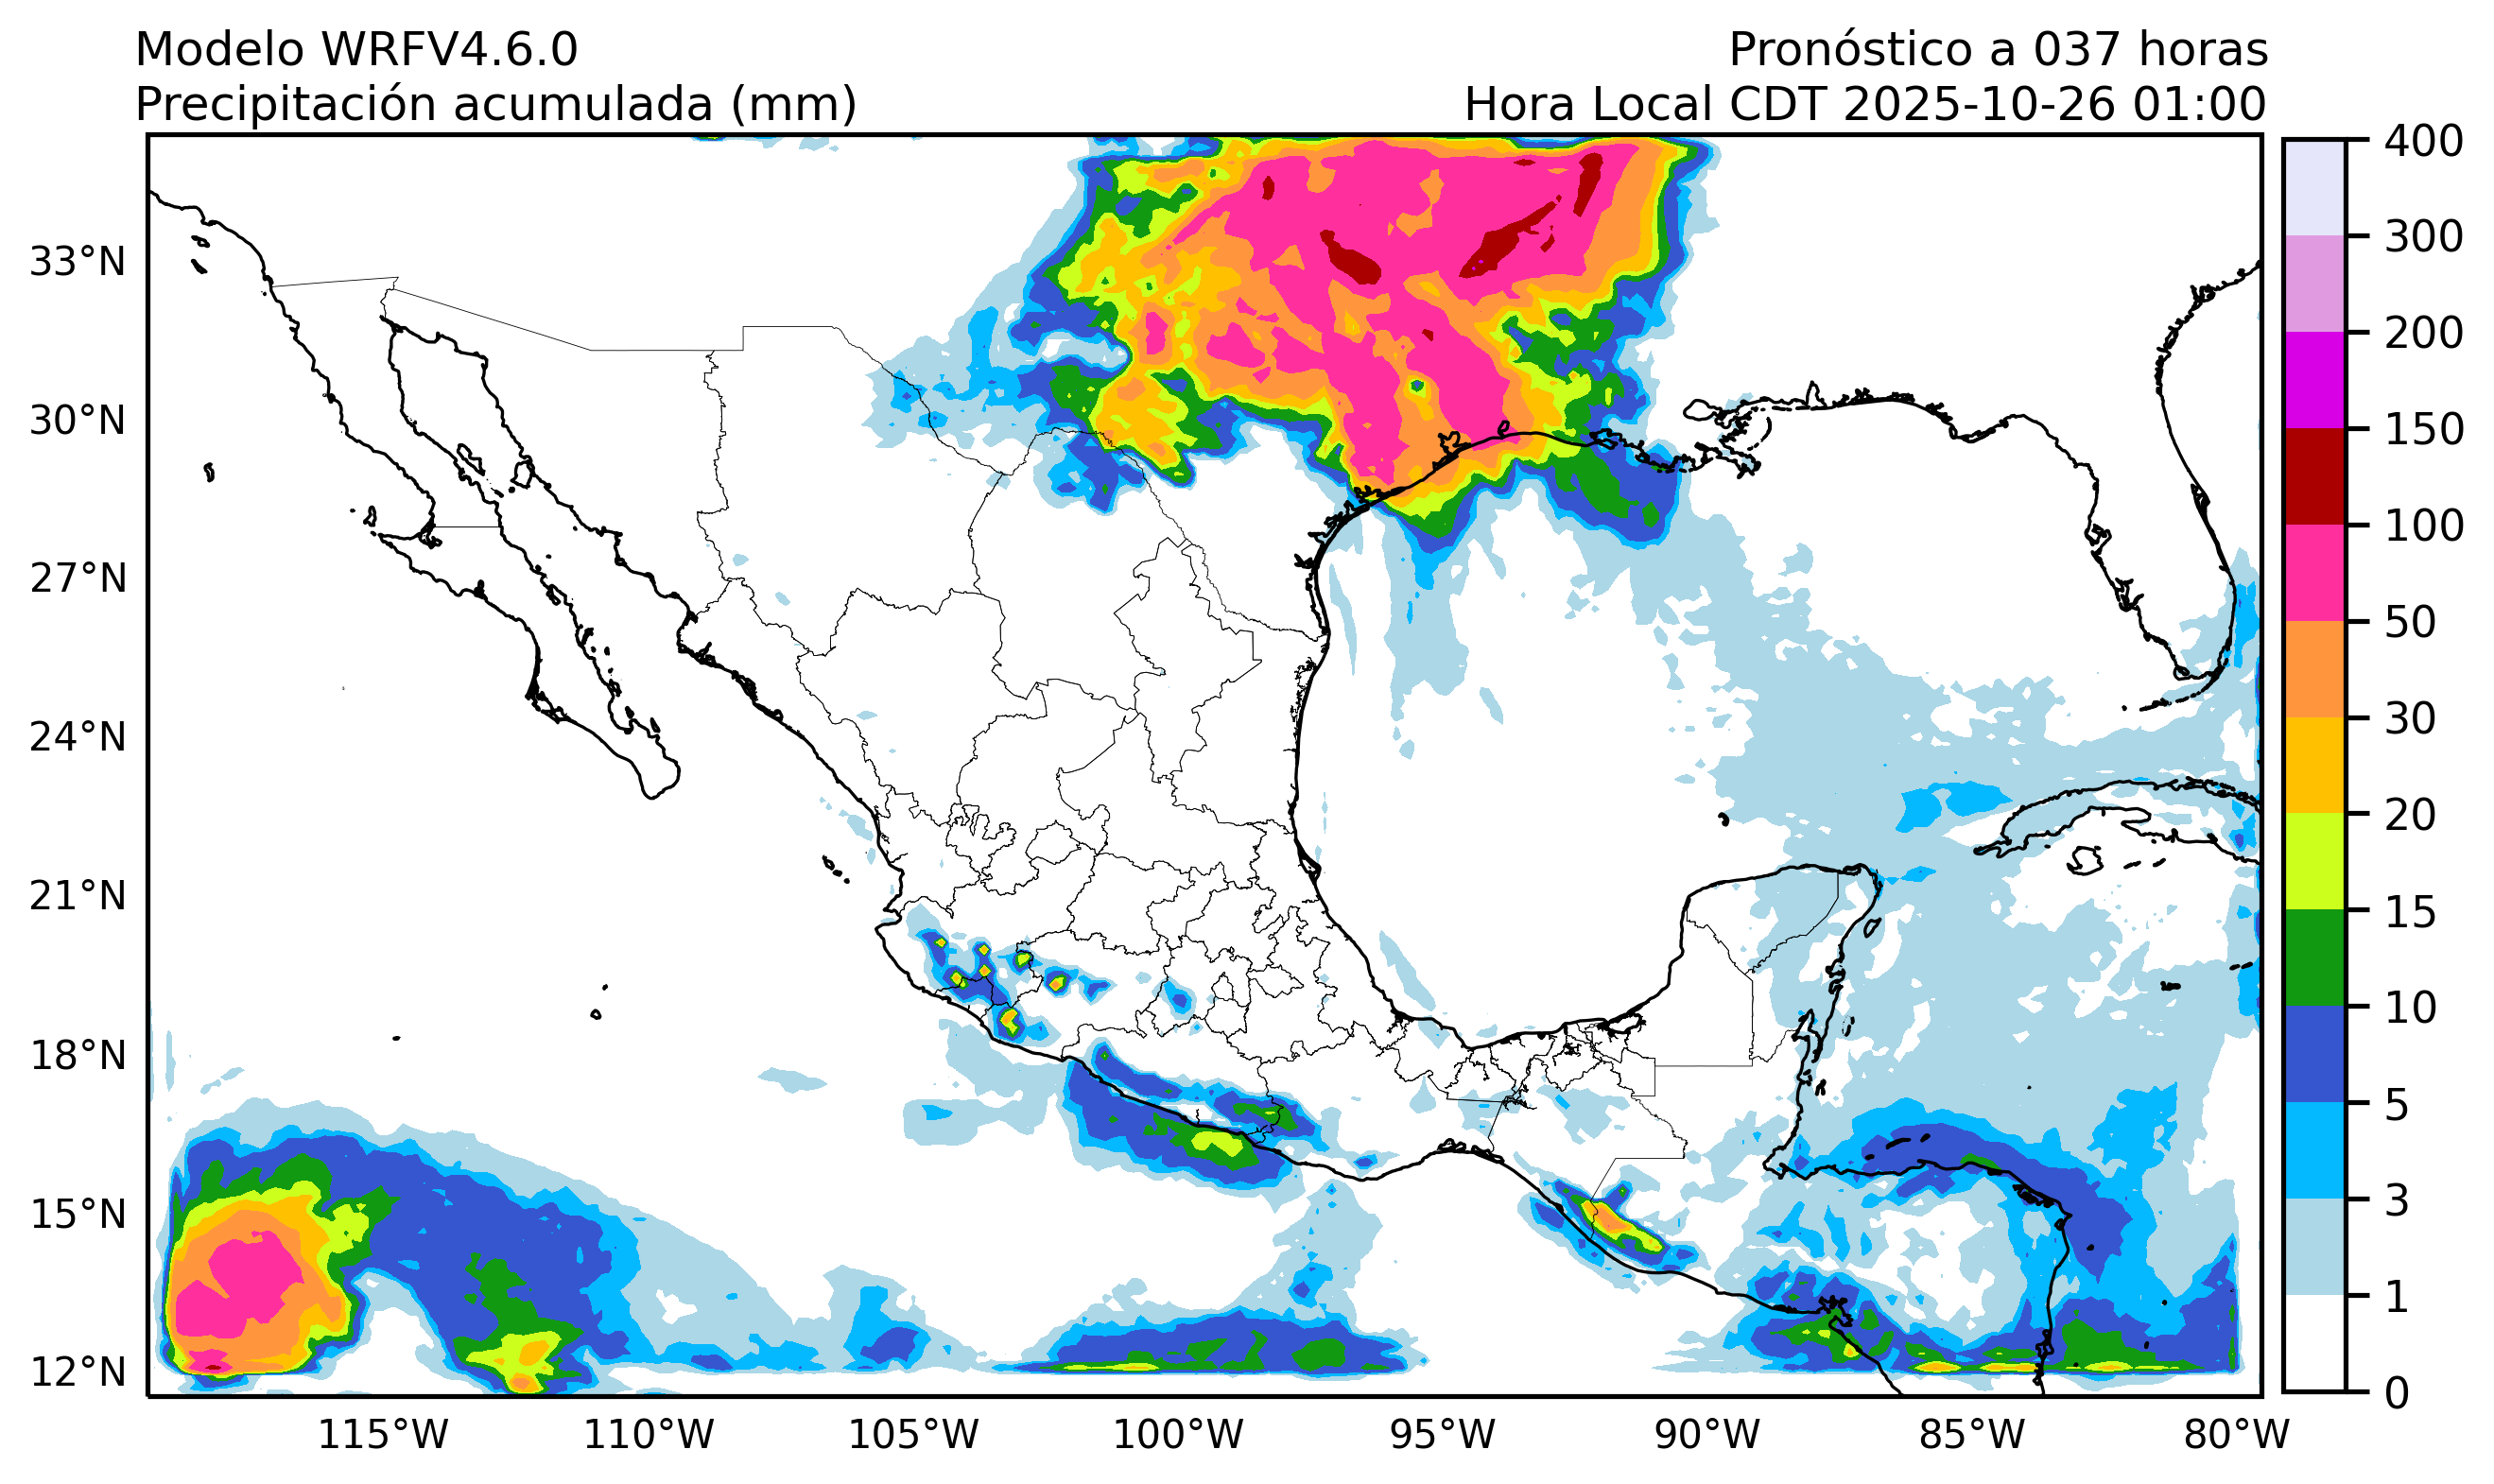 Modelo WRFV4.6.0
Pronóstico a 037 horas
Precipitación acumulada (mm)
Hora Local CDT 2025-10-26 01:00
33°N
30°N
27°N
24°N
21°N
18°N
15°N
12°N
115°W
110°W
105°W
100°W
95°W
90°W
85°W
80°W
400
300
200
150
100
50
30
20
15
10
5
3
1
0